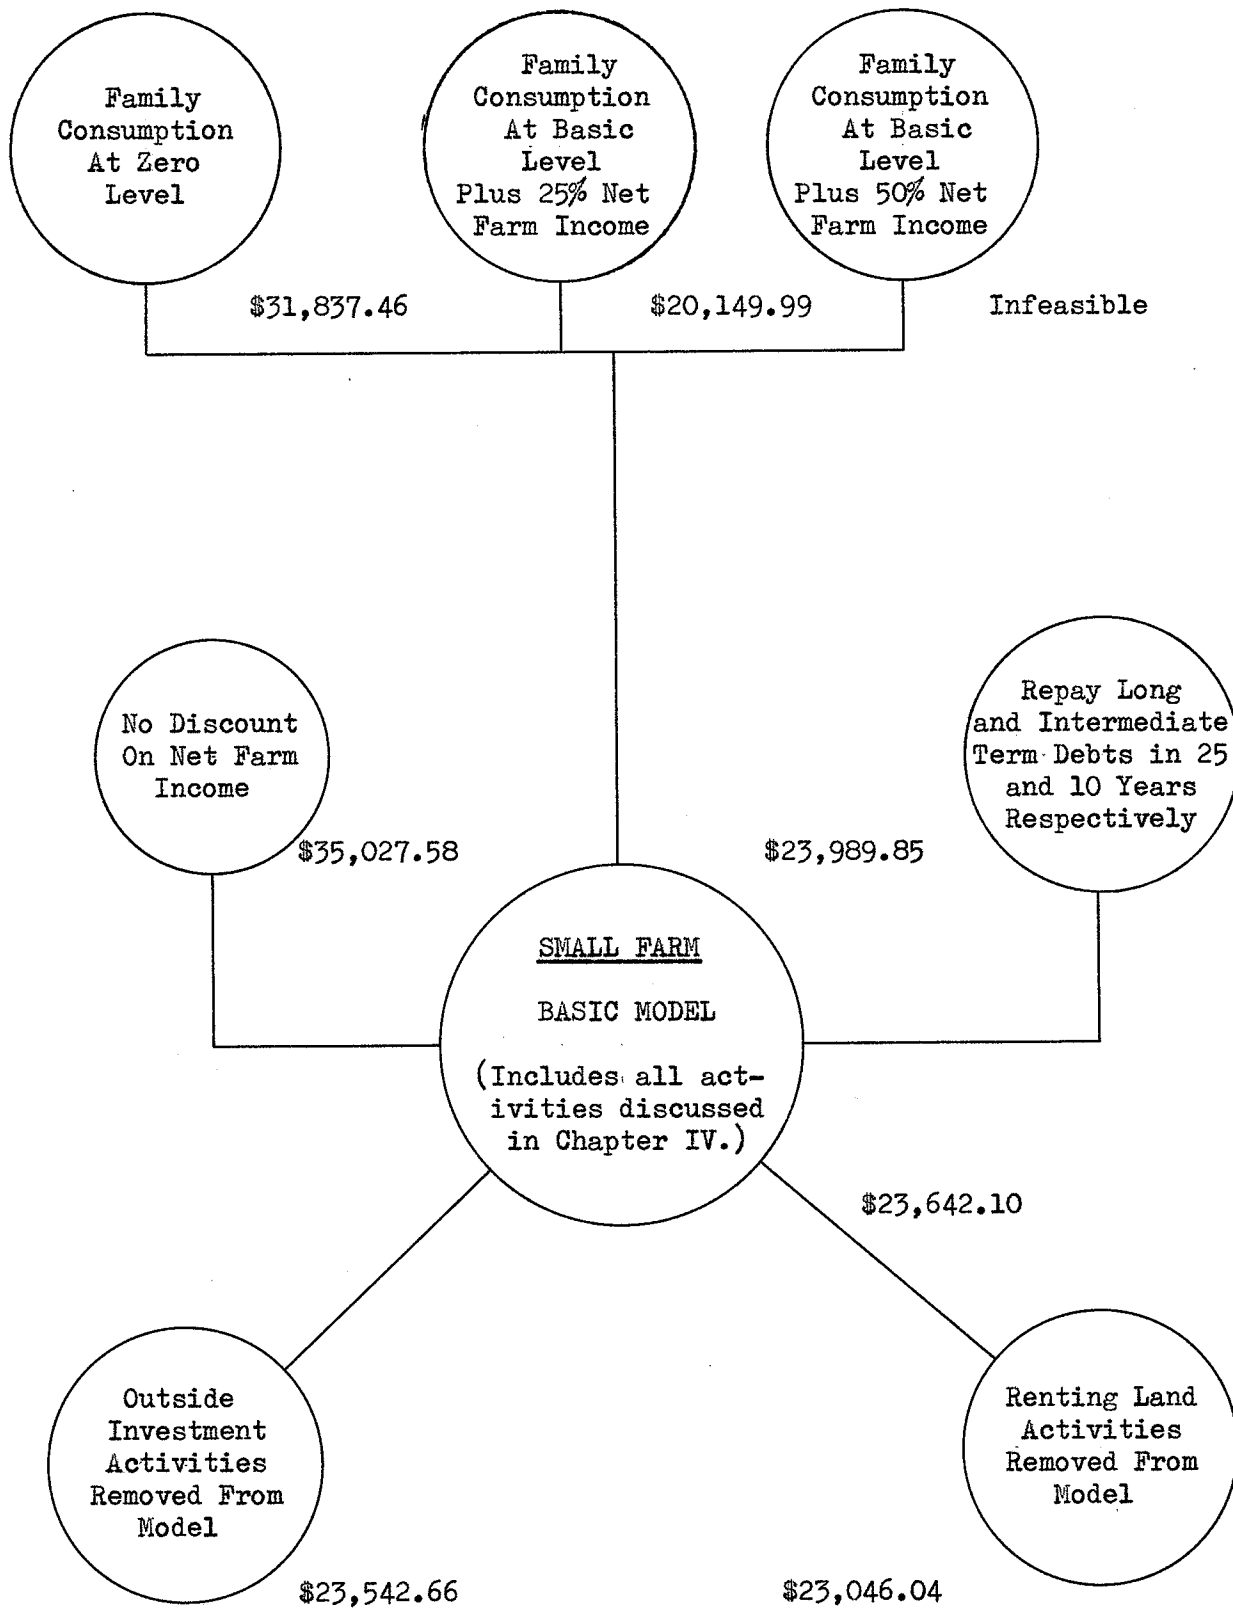 Family
Consumption
At Zero
Level
Family
Consumption
At Basic
Level
Plus 25% Net
Farm Income
Family
Consumption
At Basic
Level
Plus 50% Net
Farm Income
$31,837.46
$20,149.99
Infeasible
No Discount
On Net Farm
Income
$35,027.58
Repay Long
and Intermediate
Term Debts in 25
and 10 Years
Respectively
$23,989.85
SMALL FARM
BASIC MODEL
(Includes all act-
ivities discussed
in Chapter IV.)
$23,642.10
Outside
Investment
Activities
Removed From
Model
$23,542.66
Renting Land
Activities
Removed From
Model
$23,046.04